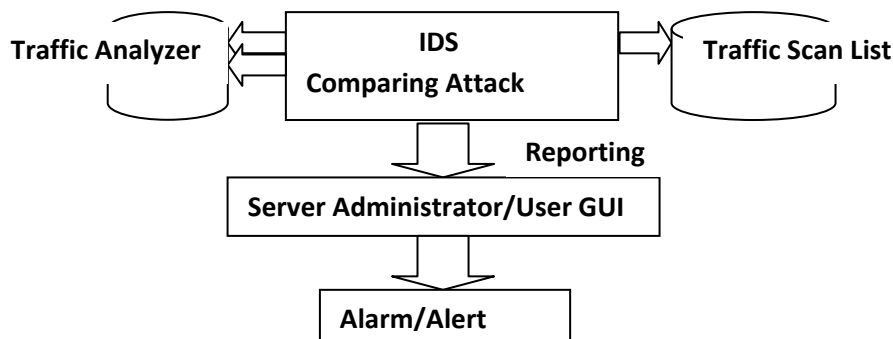 Traffic Analyzer
IDS
Comparing Attack
Traffic Scan List
Reporting
Server Administrator/User GUI
Alarm/Alert